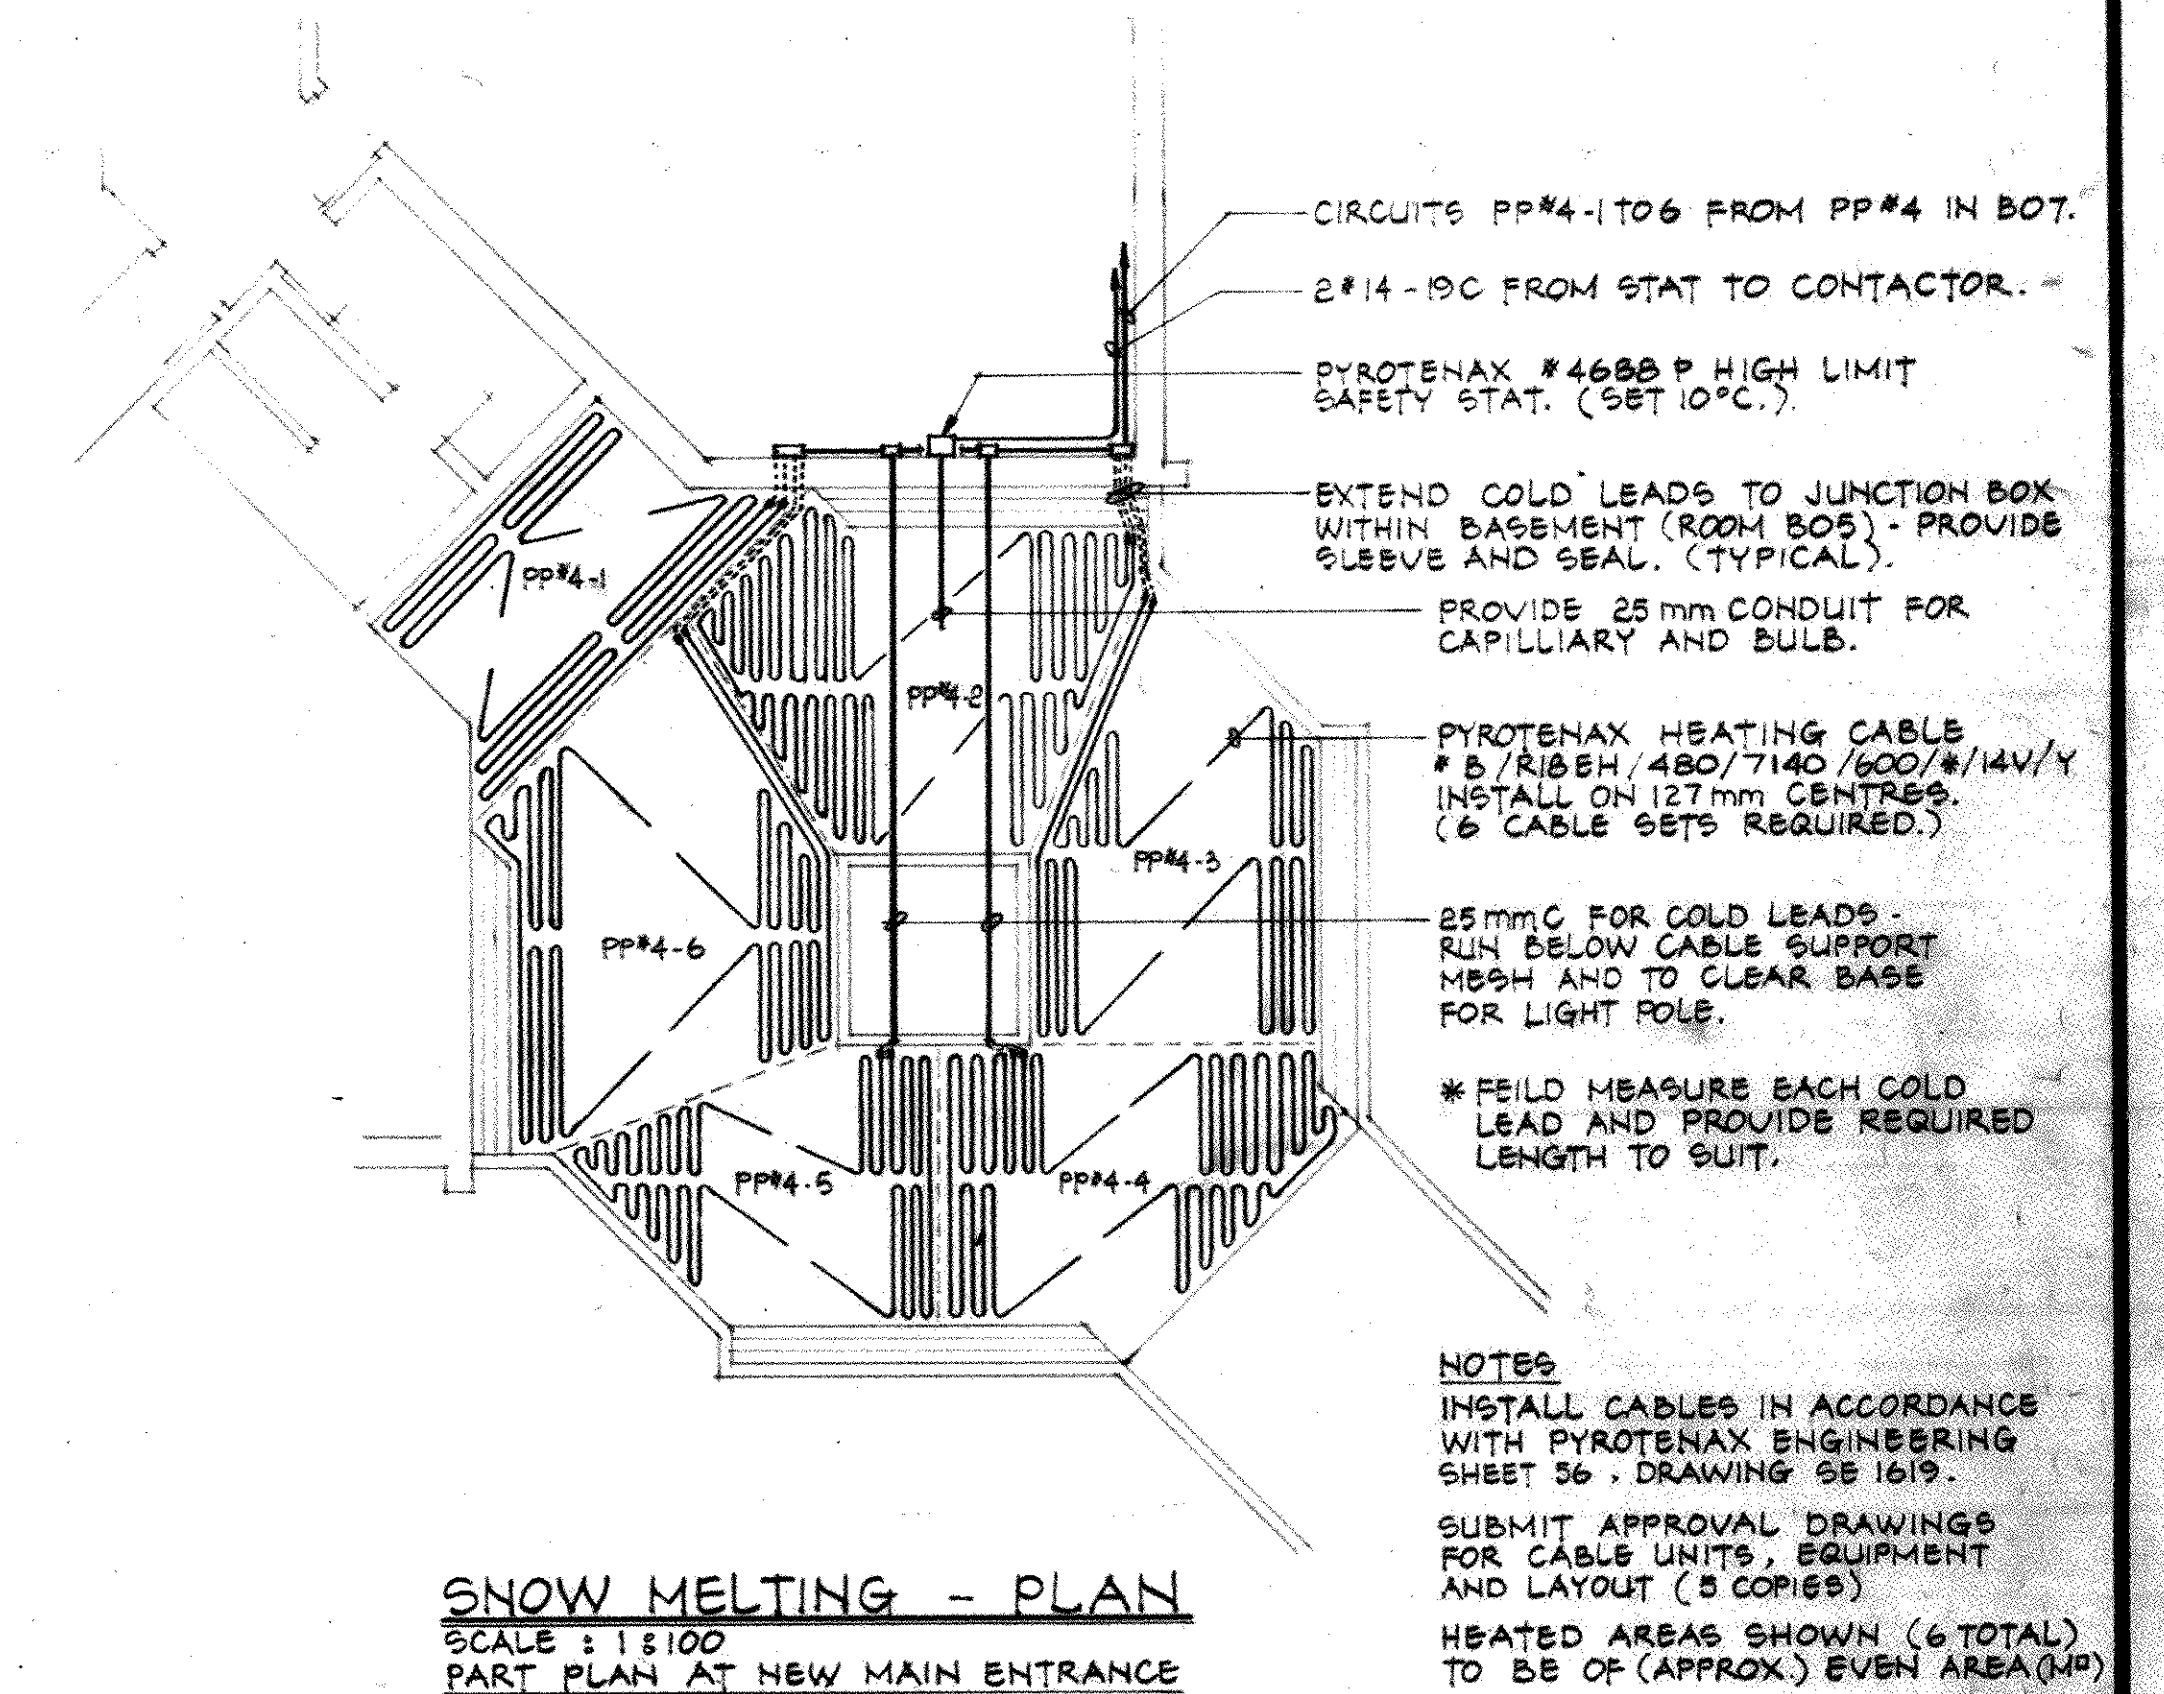 CIRCUITS PP#4-1 TO 6 FROM PP#4 IN B07.
2#14-19C FROM STAT TO CONTACTOR.
PYROTENAX #4688 P HIGH LIMIT
SAFETY STAT. (SET 10°C.).
EXTEND COLD LEADS TO JUNCTION BOX
WITHIN BASEMENT (ROOM B05) - PROVIDE
SLEEVE AND SEAL. (TYPICAL).
PROVIDE 25mm CONDUIT FOR
CAPILLIARY AND BULB.
PYROTENAX HEATING CABLE
# B/RIBEH/480/7140/600/*/14V/Y
INSTALL ON 127mm CENTRES.
(6 CABLE SETS REQUIRED.)
25mmC FOR COLD LEADS -
RUN BELOW CABLE SUPPORT
MESH AND TO CLEAR BASE
FOR LIGHT POLE.
* FEILD MEASURE EACH COLD
LEAD AND PROVIDE REQUIRED
LENGTH TO SUIT.
PP#4-1
PP#4-2
PP#4-3
PP#4-6
PP#4-5
PP#4-4
NOTES
INSTALL CABLES IN ACCORDANCE
WITH PYROTENAX ENGINEERING
SHEET 56, DRAWING SE 1619.
SUBMIT APPROVAL DRAWINGS
FOR CABLE UNITS, EQUIPMENT
AND LAYOUT (5 COPIES)
HEATED AREAS SHOWN (6 TOTAL)
TO BE OF (APPROX.) EVEN AREA (M□)
SNOW MELTING - PLAN
SCALE : 1:100
PART PLAN AT NEW MAIN ENTRANCE